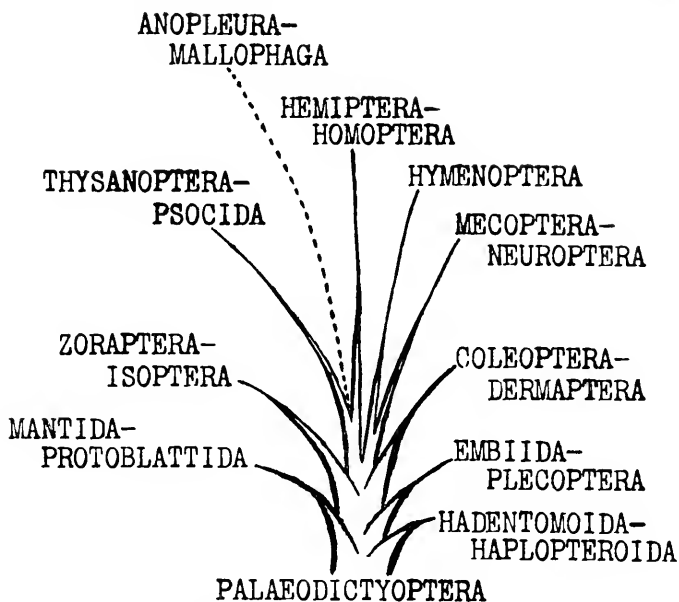 ANOPLEURA-
MALLOPHAGA
HEMIPTERA-
HOMOPTERA
THYSANOPTERA-
PSOCIDA
HYMENOPTERA
MECOPTERA-
NEUROPTERA
ZORAPTERA-
ISOPTERA
COLEOPTERA-
DERMAPTERA
MANTIDA-
PROTOBLATTIDA
EMBIIDA-
PLECOPTERA
HADENTOMOIDA-
HAPLOPTEROIDA
PALAEODICTYOPTERA